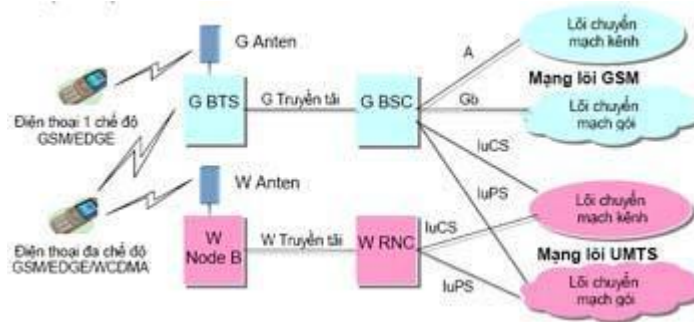 G Anten
Lõi chuyển
mạch kênh
A
Mạng lõi GSM
G BTS
G Truyền tải
G BSC
Gb
Lõi chuyển
mạch gói
Điện thoại 1 chế độ
GSM/EDGE
IuCS
W Anten
IuPS
Lõi chuyển
mạch kênh
IuCS
W
Node B
W Truyền tải
W RNC
Mạng lõi UMTS
Điện thoại đa chế độ
GSM/EDGE/WCDMA
IuPS
Lõi chuyển
mạch gói